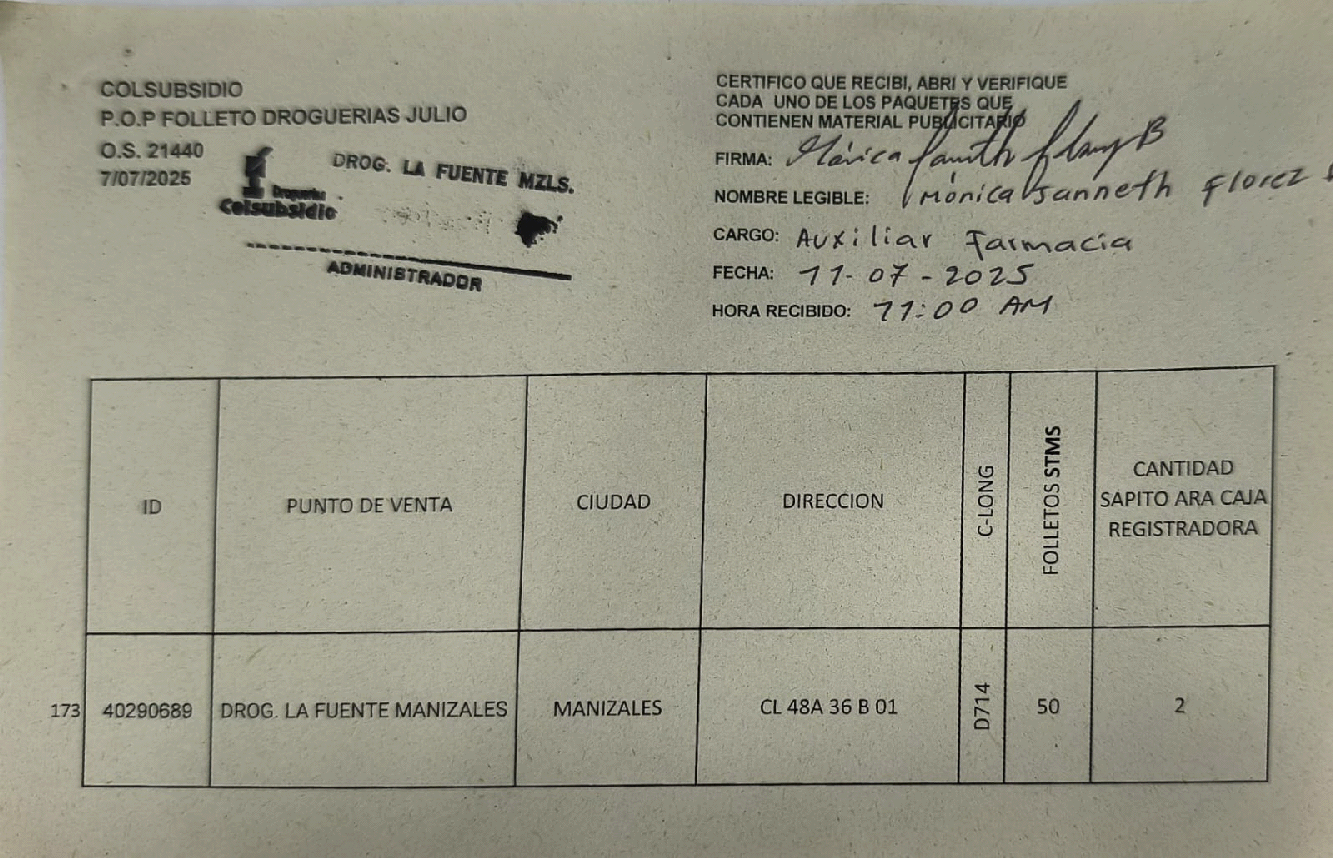 COLSUBSIDIO
P.O.P FOLLETO DROGUERIAS JULIO
O.S. 21440
7/07/2025
Droguerías
Colsubsidio
DROG. LA FUENTE MZLS.
ADMINISTRADOR
CERTIFICO QUE RECIBI, ABRI Y VERIFIQUE
CADA UNO DE LOS PAQUETES QUE
CONTIENEN MATERIAL PUBLICITARIO
FIRMA:
NOMBRE LEGIBLE: Mónica Janneth Florez
CARGO: Auxiliar Farmacia
FECHA: 11-07-2025
HORA RECIBIDO: 11:00 AM
ID
PUNTO DE VENTA
CIUDAD
DIRECCION
C-LONG
FOLLETOS STMS
CANTIDAD
SAPITO ARA CAJA
REGISTRADORA
173 40290689 DROG. LA FUENTE MANIZALES MANIZALES CL 48A 36 B 01 D714 50 2